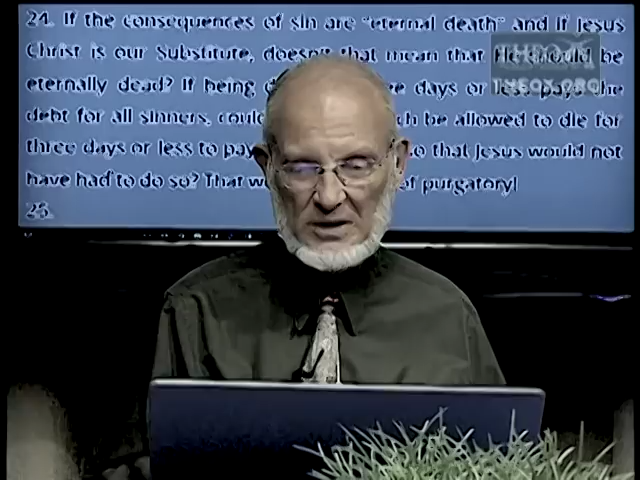 24. If the consequences of sin are "eternal death" and if Jesus
Christ is our Substitute, doesn't that mean that He should be
eternally dead? If being days or less pays the
debt for all sinners, be allowed to die for
three days or less to pay that Jesus would not
have had to do so? That of purgatory!
25.
THEOX.ORG